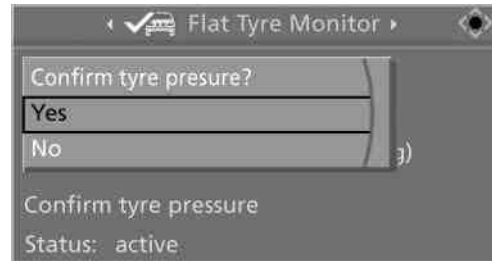 Flat Tyre Monitor
Confirm tyre presure?
Yes
No
g)
Confirm tyre pressure
Status: active